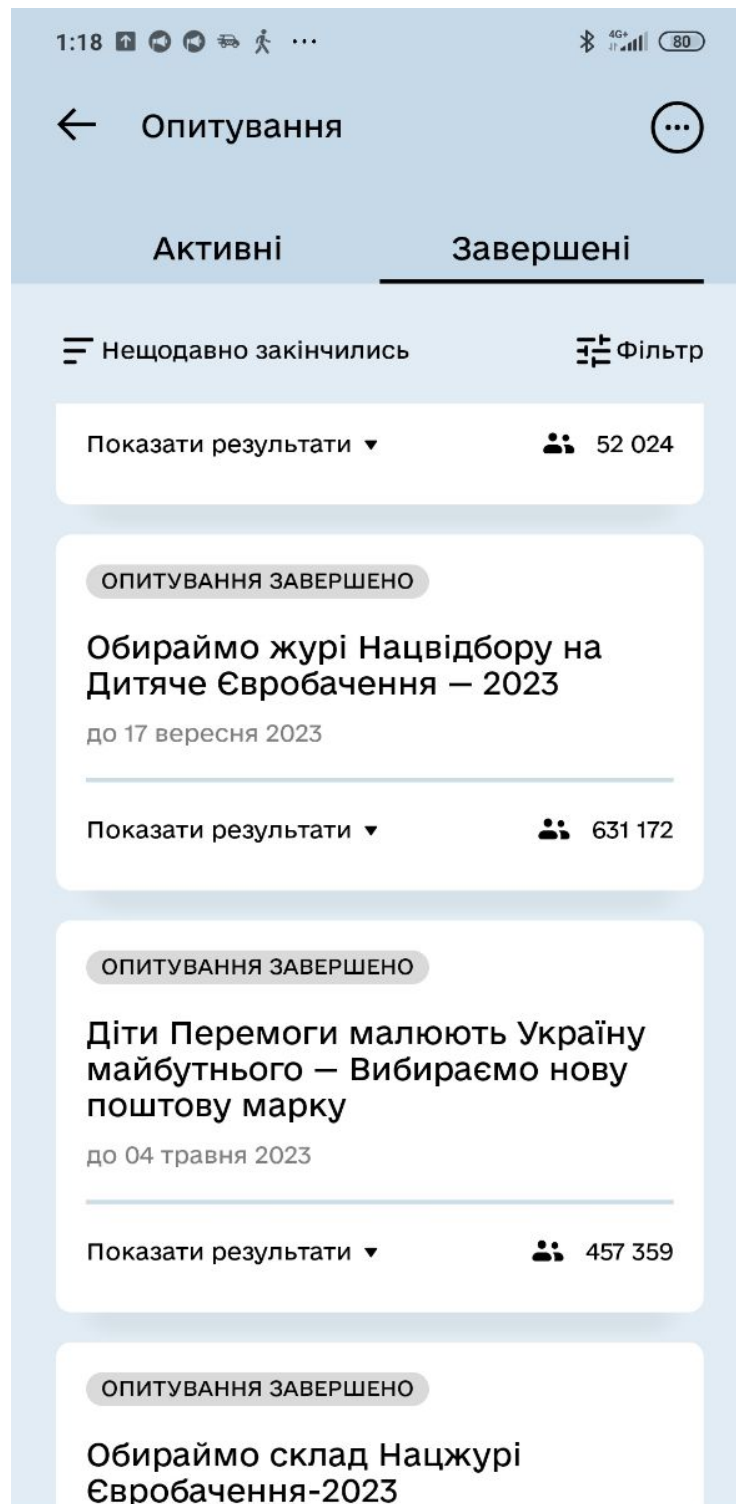 1:18 ... 4G+ 80
Опитування
Активні Завершені
Нещодавно закінчились Фільтр
Показати результати 52 024
ОПИТУВАННЯ ЗАВЕРШЕНО
Обираймо журі Нацвідбору на
Дитяче Євробачення — 2023
до 17 вересня 2023
Показати результати 631 172
ОПИТУВАННЯ ЗАВЕРШЕНО
Діти Перемоги малюють Україну
майбутнього — Вибираємо нову
поштову марку
до 04 травня 2023
Показати результати 457 359
ОПИТУВАННЯ ЗАВЕРШЕНО
Обираймо склад Нацжурі
Євробачення-2023